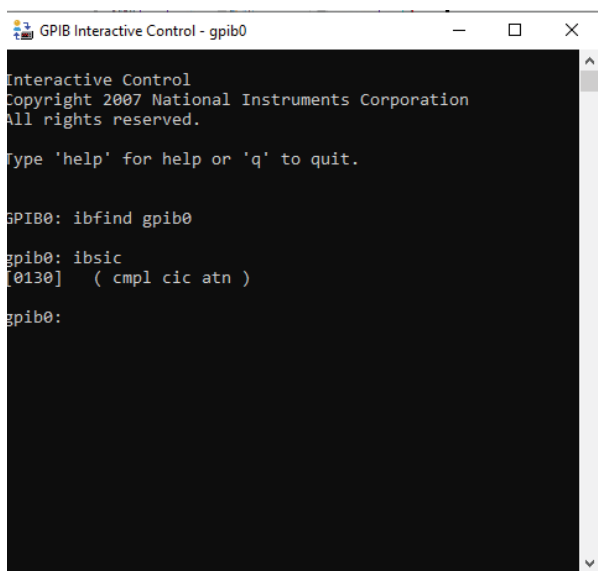 GPIB Interactive Control - gpib0
Interactive Control
Copyright 2007 National Instruments Corporation
All rights reserved.
Type 'help' for help or 'q' to quit.
GPIB0: ibfind gpib0
gpib0: ibsic
[0130] ( cmpl cic atn )
gpib0: